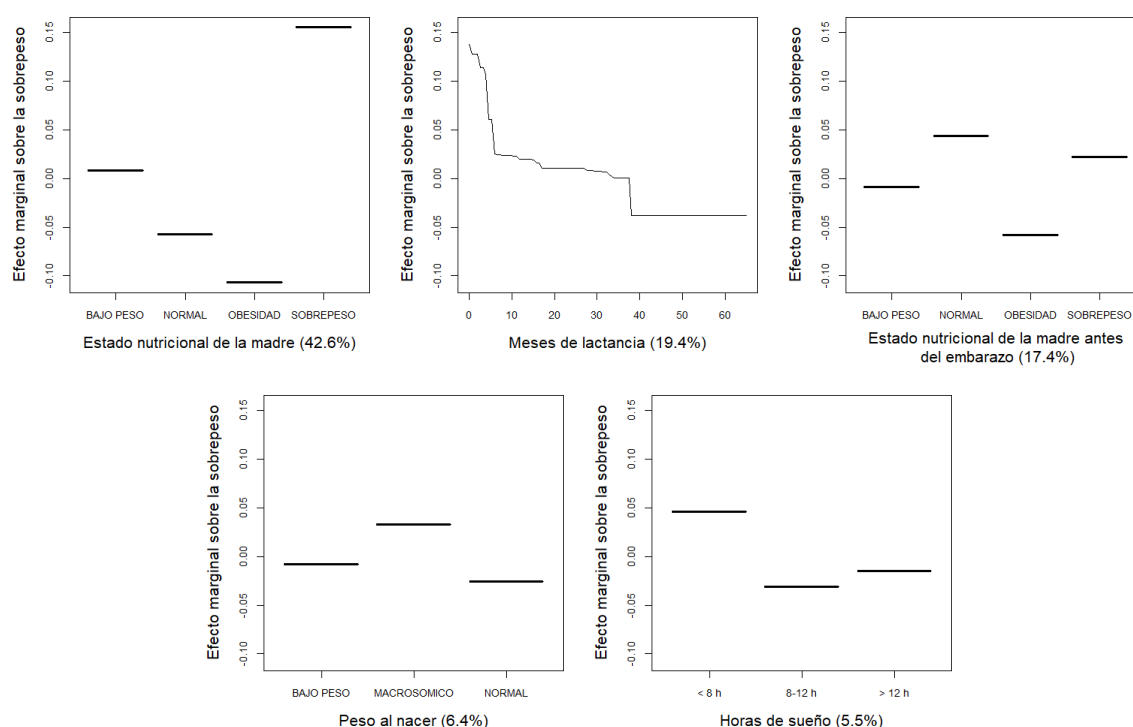 Efecto marginal sobre la sobrepeso
0.15
0.10
0.05
0.00
-0.05
-0.10
BAJO PESO NORMAL OBESIDAD SOBREPESO
Estado nutricional de la madre (42.6%)
Efecto marginal sobre la sobrepeso
0.15
0.10
0.05
0.00
-0.05
-0.10
0 10 20 30 40 50 60
Meses de lactancia (19.4%)
Efecto marginal sobre la sobrepeso
0.15
0.10
0.05
0.00
-0.05
-0.10
BAJO PESO NORMAL OBESIDAD SOBREPESO
Estado nutricional de la madre antes
del embarazo (17.4%)
Efecto marginal sobre la sobrepeso
0.15
0.10
0.05
0.00
-0.05
-0.10
BAJO PESO MACROSOMICO NORMAL
Peso al nacer (6.4%)
Efecto marginal sobre la sobrepeso
0.15
0.10
0.05
0.00
-0.05
-0.10
< 8 h 8-12 h > 12 h
Horas de sueño (5.5%)